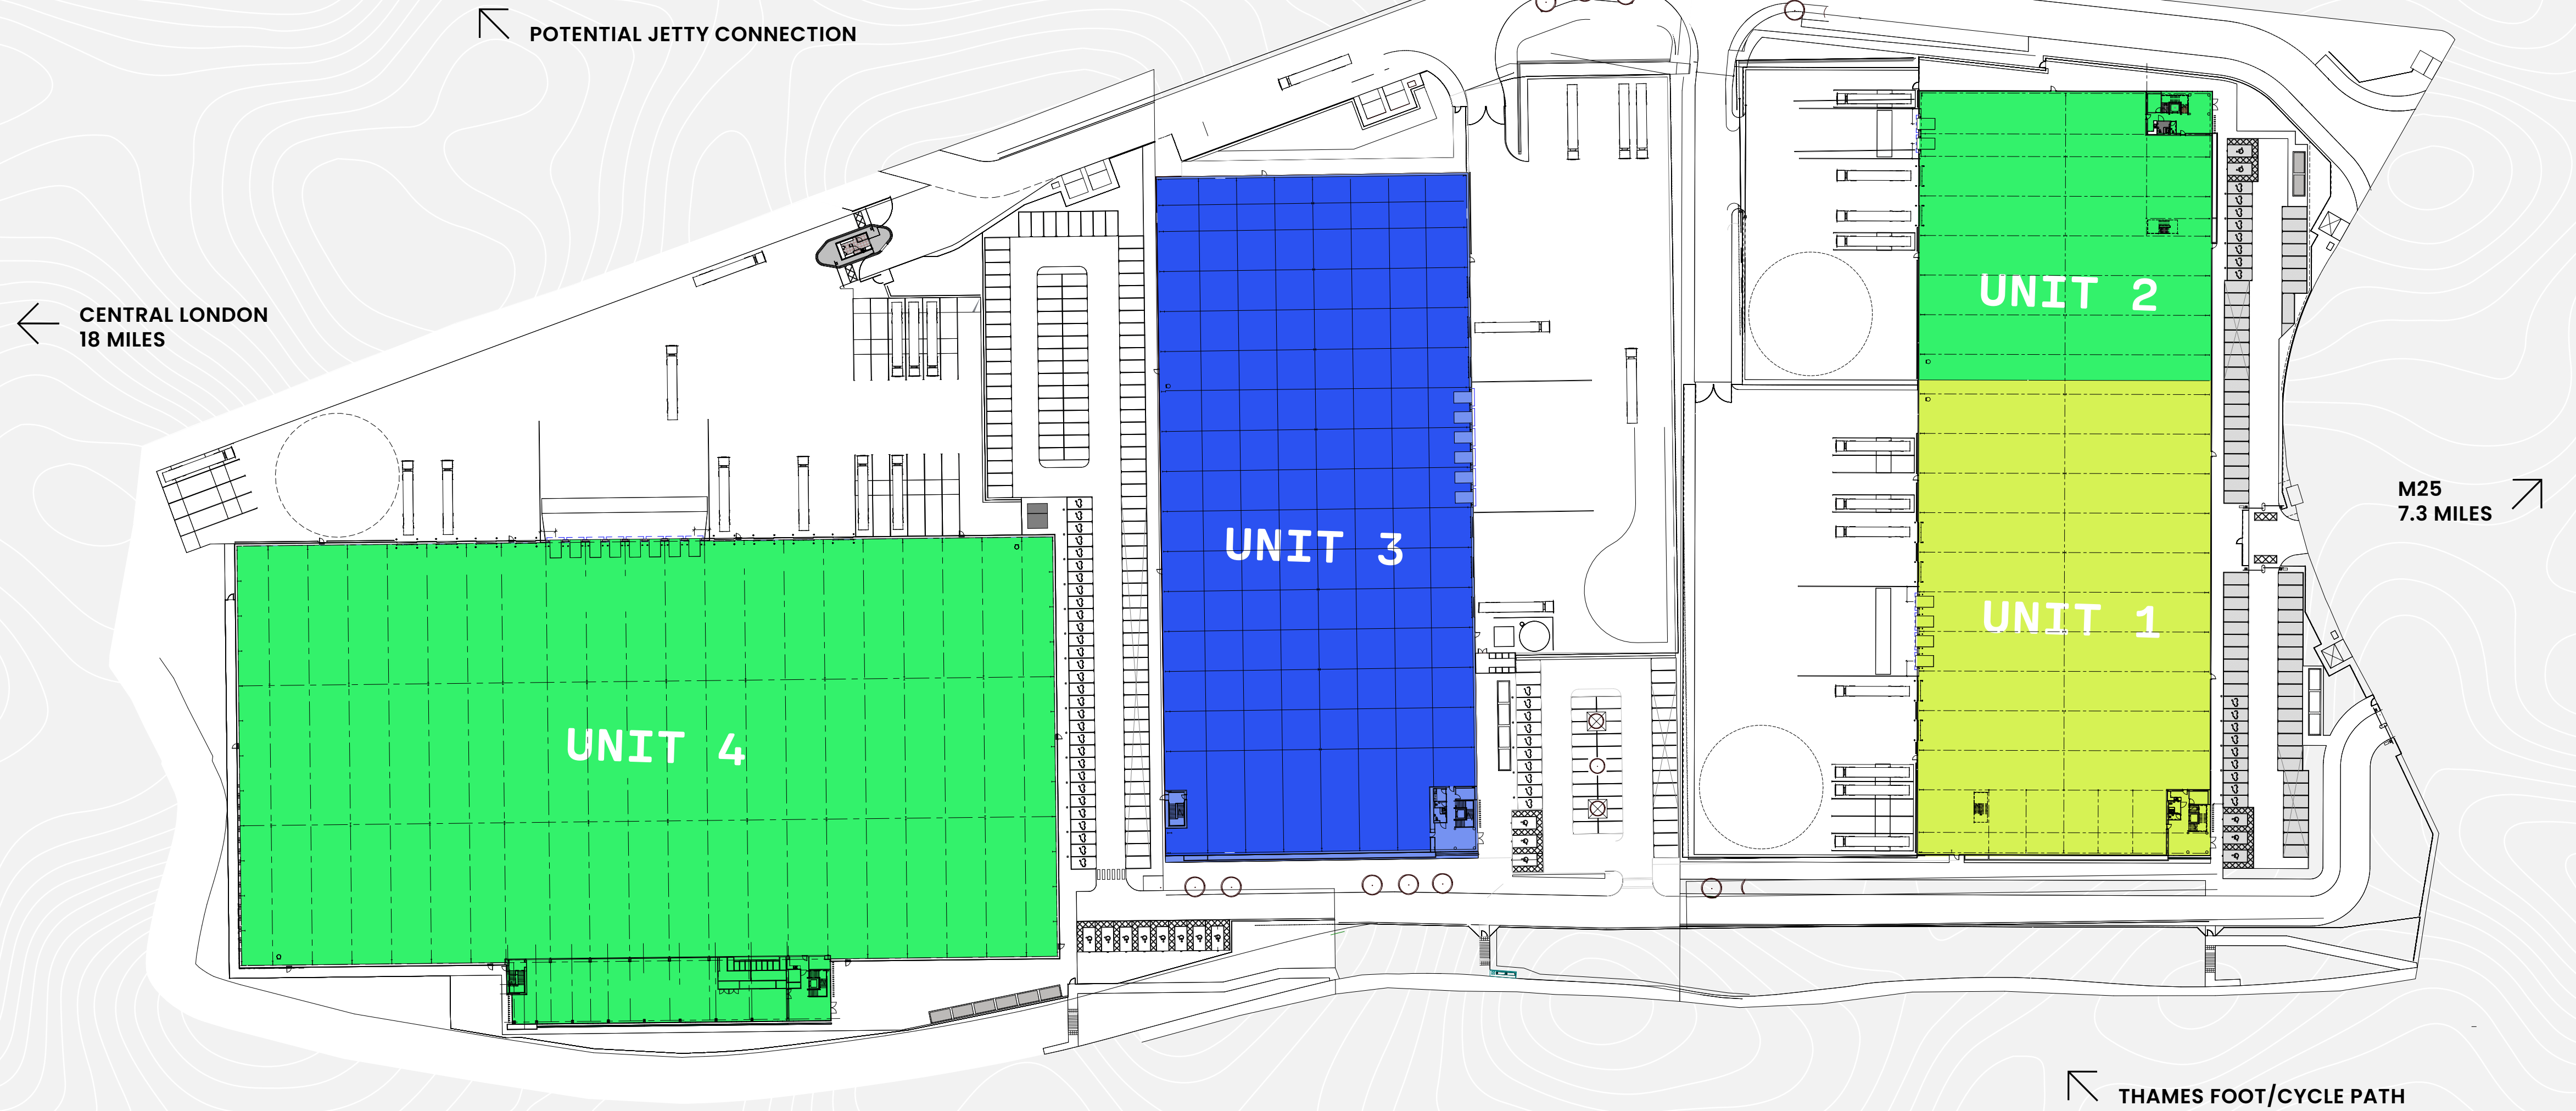 POTENTIAL JETTY CONNECTION
CENTRAL LONDON
18 MILES
UNIT 2
M25
7.3 MILES
UNIT 3
UNIT 1
UNIT 4
THAMES FOOT/CYCLE PATH